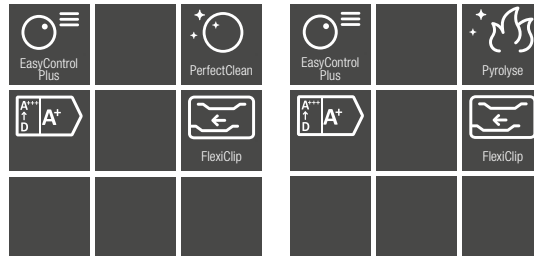 EasyControl
Plus
PerfectClean
EasyControl
Plus
Pyrolyse
A+++
D
A+
FlexiClip
A+++
D
A+
FlexiClip